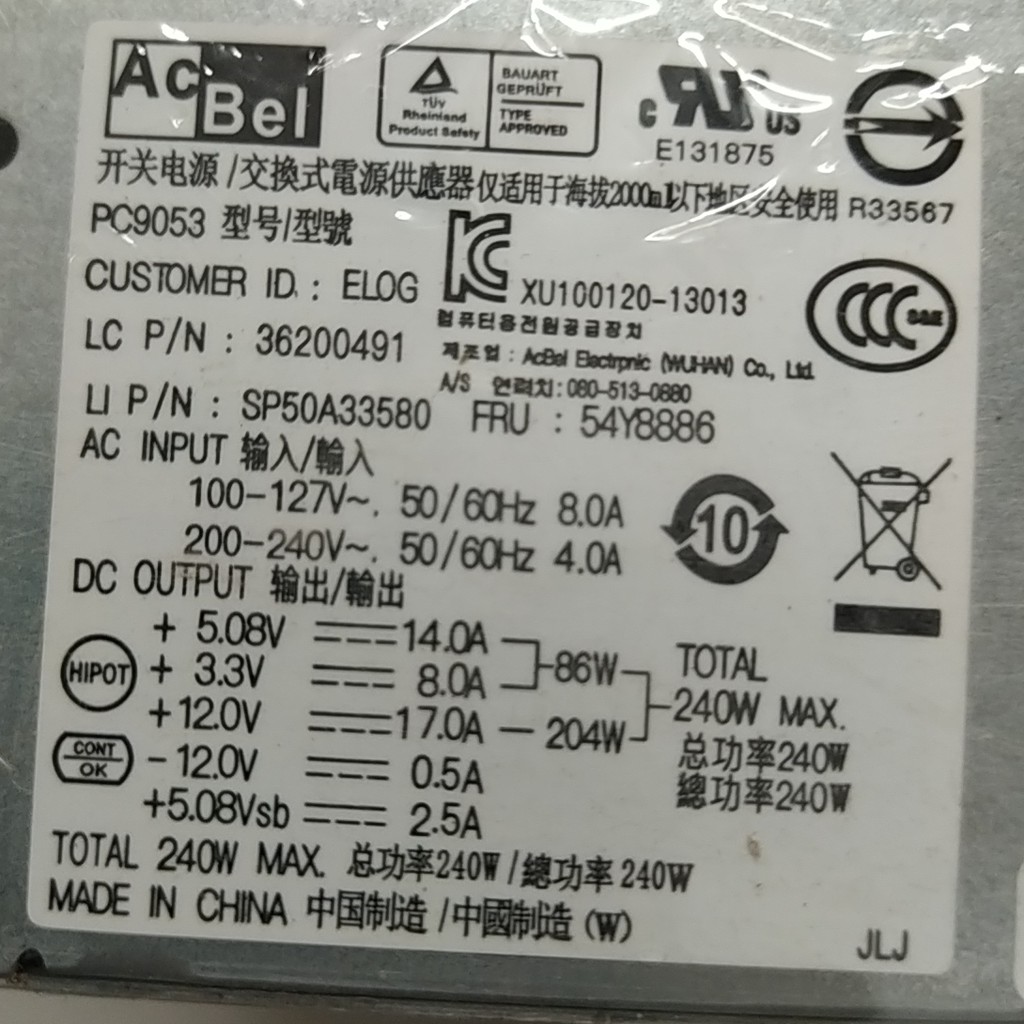 AcBel
TÜV Rheinland Product Safety
BAUART GEPRÜFT
TYPE APPROVED
c RU US
E131875
开关电源 /交換式電源供應器 仅适用于海拔2000m以下地区安全使用 R33567
PC9053 型号/型號
CUSTOMER ID. : ELOG
XU100120-13013
컴퓨터용전원공급장치
LC P/N : 36200491
제조업 : AcBel Electrpnic (WUHAN) Co., Ltd.
A/S 연락처: 080-513-0880
LI P/N : SP50A33580 FRU : 54Y8886
CCC S&E
AC INPUT 输入/輸入
100-127V~. 50/60Hz 8.0A
200-240V~. 50/60Hz 4.0A
10
DC OUTPUT 输出/輸出
+ 5.08V 14.0A
+ 3.3V 8.0A
86W
+12.0V 17.0A — 204W
TOTAL
240W MAX.
总功率240W
總功率240W
HIPOT
CONT OK
-12.0V 0.5A
+5.08Vsb 2.5A
TOTAL 240W MAX. 总功率240W / 總功率240W
MADE IN CHINA 中国制造 /中國制造 (W)
JLJ